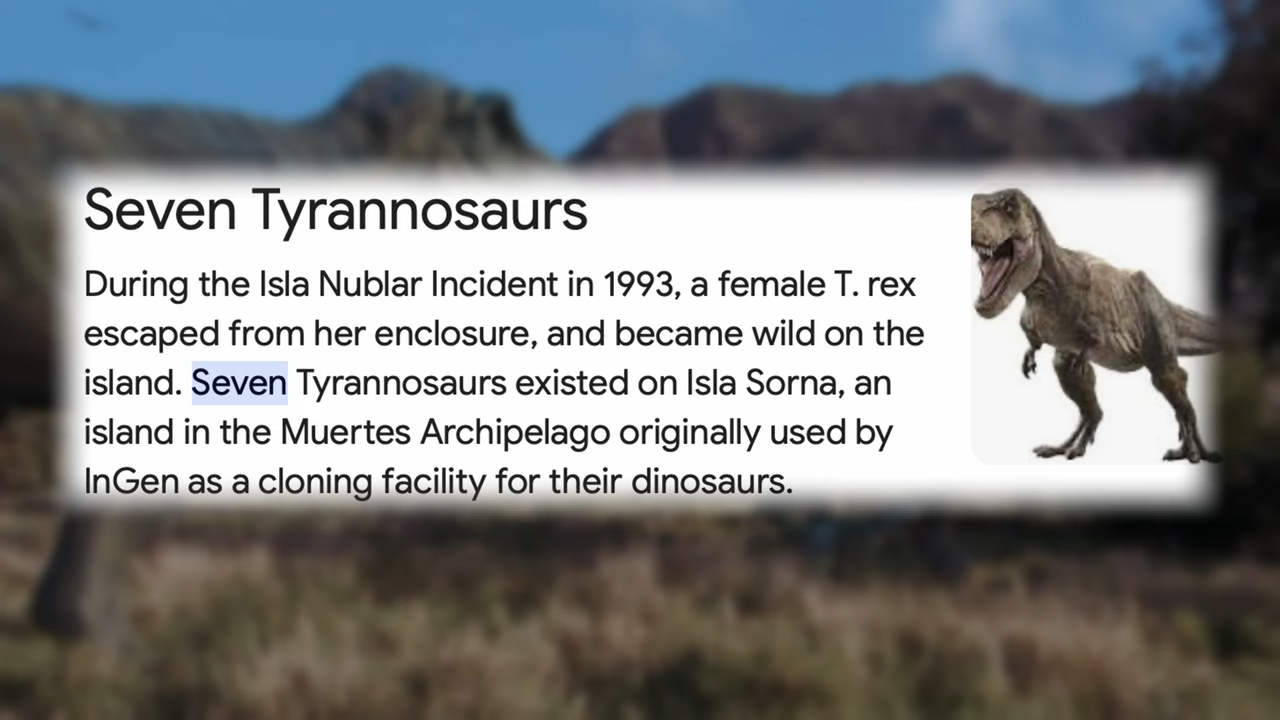 Seven Tyrannosaurs
During the Isla Nublar Incident in 1993, a female T. rex
escaped from her enclosure, and became wild on the
island. Seven Tyrannosaurs existed on Isla Sorna, an
island in the Muertes Archipelago originally used by
InGen as a cloning facility for their dinosaurs.